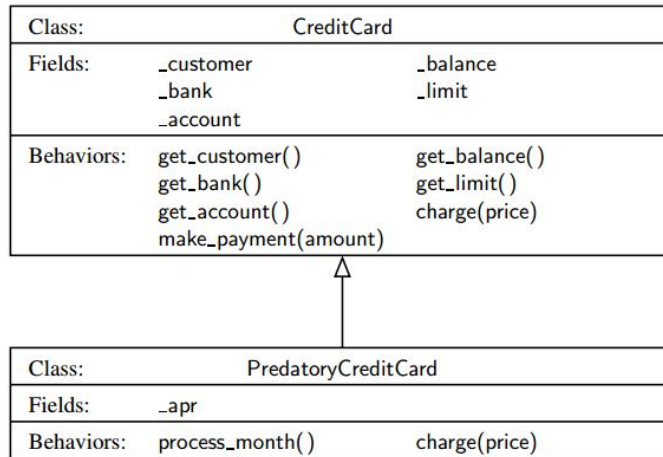 Class: CreditCard
Fields: _customer _balance
_bank _limit
_account
Behaviors: get_customer() get_balance()
get_bank() get_limit()
get_account() charge(price)
make_payment(amount)
Class: PredatoryCreditCard
Fields: _apr
Behaviors: process_month() charge(price)